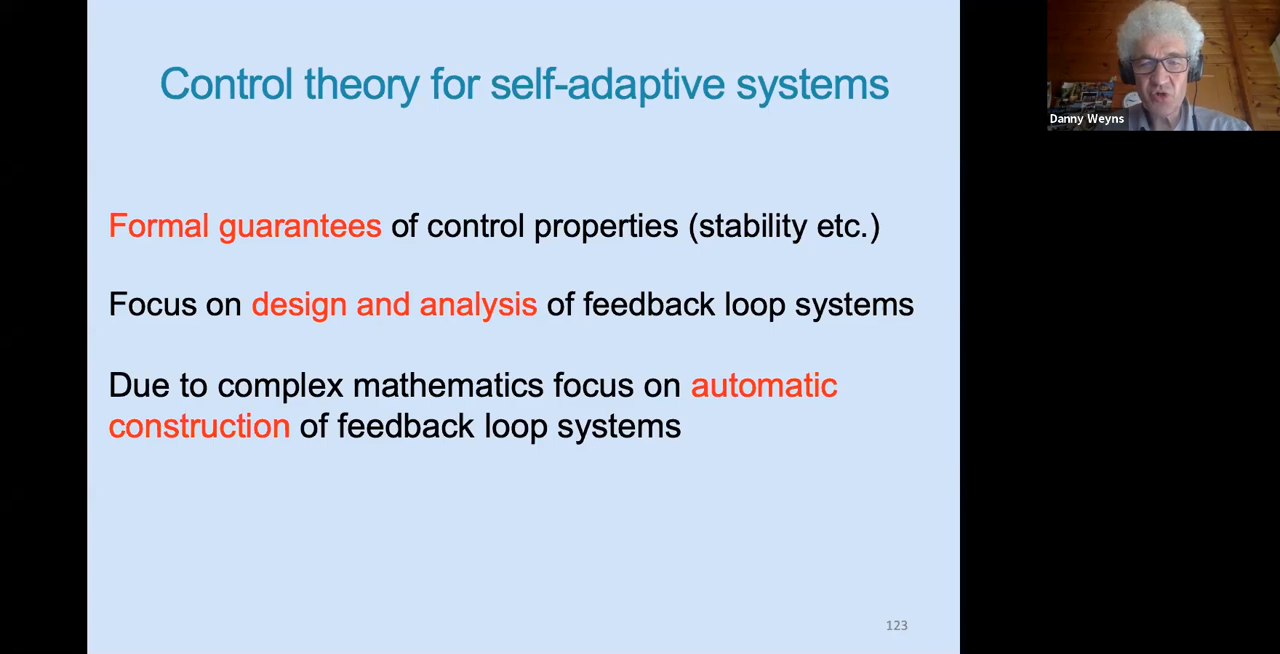 Control theory for self-adaptive systems
Formal guarantees of control properties (stability etc.)
Focus on design and analysis of feedback loop systems
Due to complex mathematics focus on automatic
construction of feedback loop systems
123
Danny Weyns